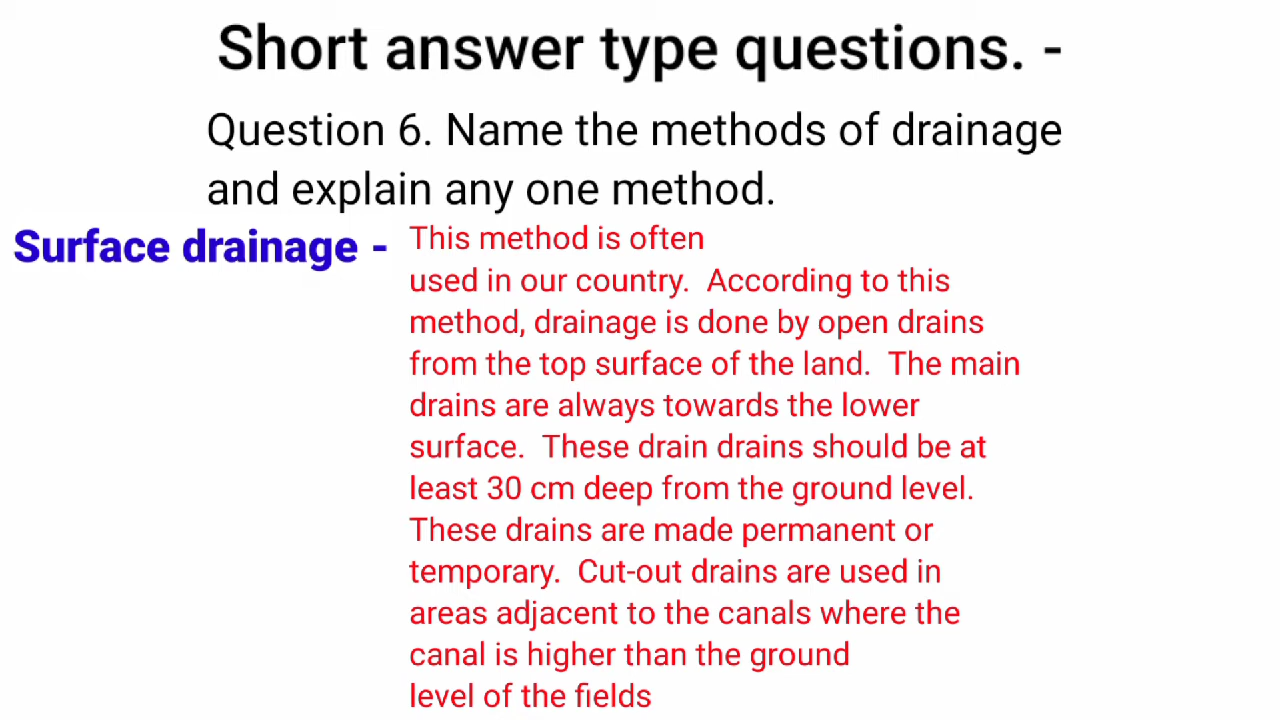 Short answer type questions. -
Question 6. Name the methods of drainage
and explain any one method.
Surface drainage -
This method is often
used in our country.  According to this
method, drainage is done by open drains
from the top surface of the land.  The main
drains are always towards the lower
surface.  These drain drains should be at
least 30 cm deep from the ground level.
These drains are made permanent or
temporary.  Cut-out drains are used in
areas adjacent to the canals where the
canal is higher than the ground
level of the fields